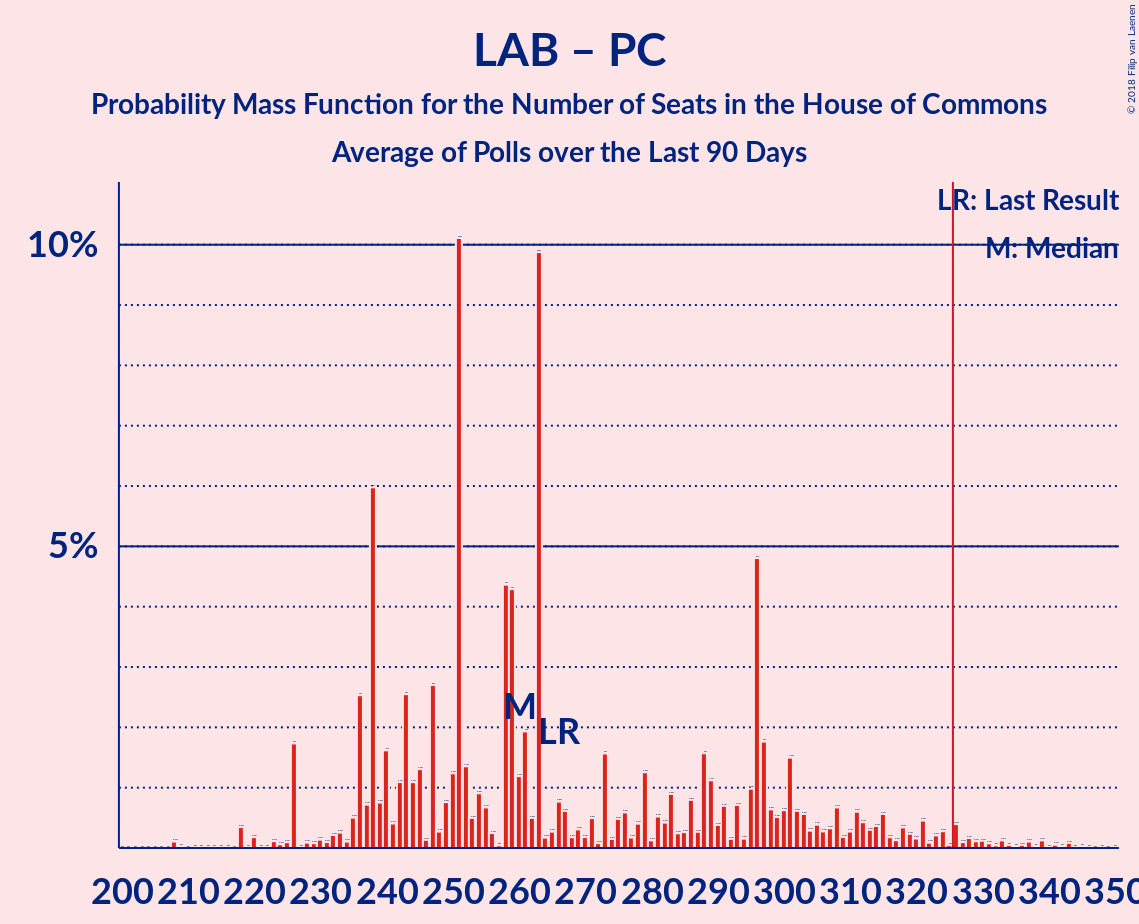 LAB – PC
Probability Mass Function for the Number of Seats in the House of Commons
Average of Polls over the Last 90 Days
© 2018 Filip van Laenen
LR: Last Result
M: Median
10%
5%
M
LR
200 210 220 230 240 250 260 270 280 290 300 310 320 330 340 350